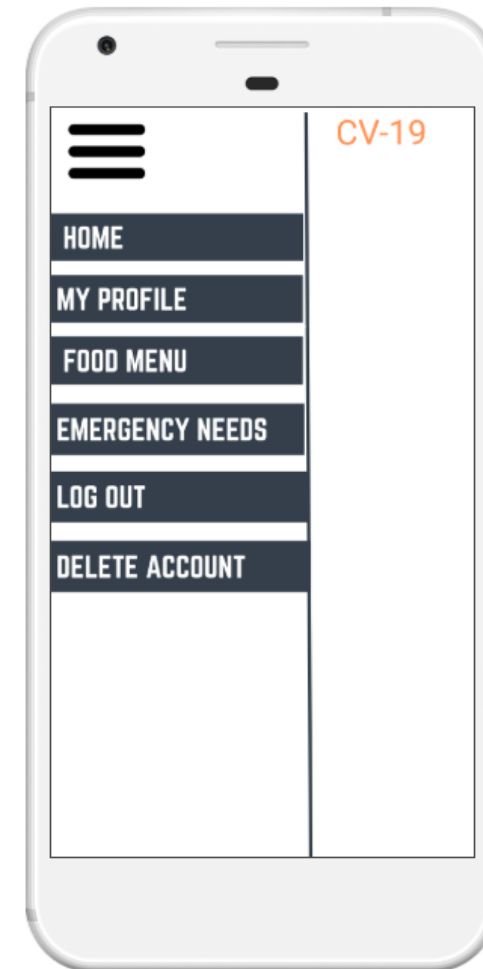 CV-19
HOME
MY PROFILE
FOOD MENU
EMERGENCY NEEDS
LOG OUT
DELETE ACCOUNT